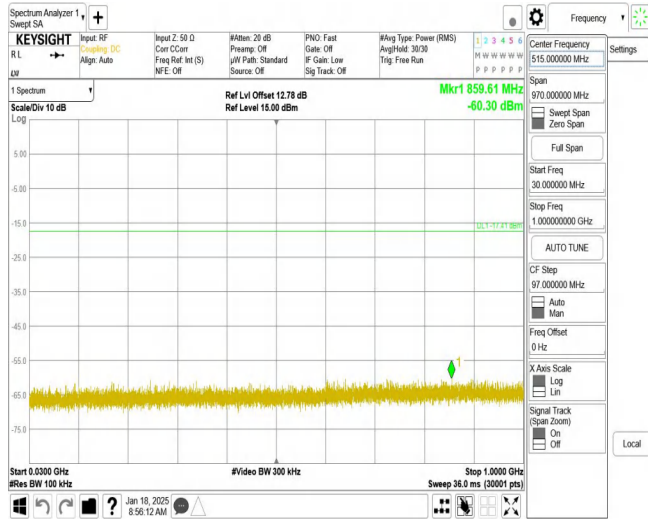 Spectrum Analyzer 1
Swept SA
Frequency
KEYSIGHT
RL
Input: RF
Coupling: DC
Align: Auto
Input Z: 50 Ω
Corr CCorr
Freq Ref: Int (S)
NFE: Off
#Atten: 20 dB
Preamp: Off
µW Path: Standard
Source: Off
PNO: Fast
Gate: Off
IF Gain: Low
Sig Track: Off
#Avg Type: Power (RMS)
Avg|Hold: 30/30
Trig: Free Run
1 2 3 4 5 6
M W W W W W
P P P P P P
1 Spectrum
Scale/Div 10 dB
Log
Ref Lvl Offset 12.78 dB
Ref Level 15.00 dBm
Mkr1 859.61 MHz
-60.30 dBm
5.00
-5.00
-15.0
DL1 -17.41 dBm
-25.0
-35.0
-45.0
-55.0
1
-65.0
-75.0
Start 0.0300 GHz
#Res BW 100 kHz
#Video BW 300 kHz
Stop 1.0000 GHz
Sweep 36.0 ms (30001 pts)
Jan 18, 2025
8:56:12 AM
Center Frequency
515.000000 MHz
Settings
Span
970.000000 MHz
Swept Span
Zero Span
Full Span
Start Freq
30.000000 MHz
Stop Freq
1.000000000 GHz
AUTO TUNE
CF Step
97.000000 MHz
Auto
Man
Freq Offset
0 Hz
X Axis Scale
Log
Lin
Signal Track
(Span Zoom)
On
Off
Local